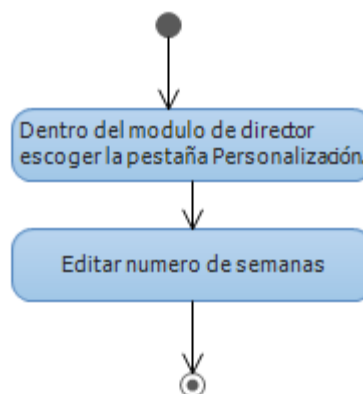 Dentro del modulo de director
escoger la pestaña Personalización.
Editar numero de semanas